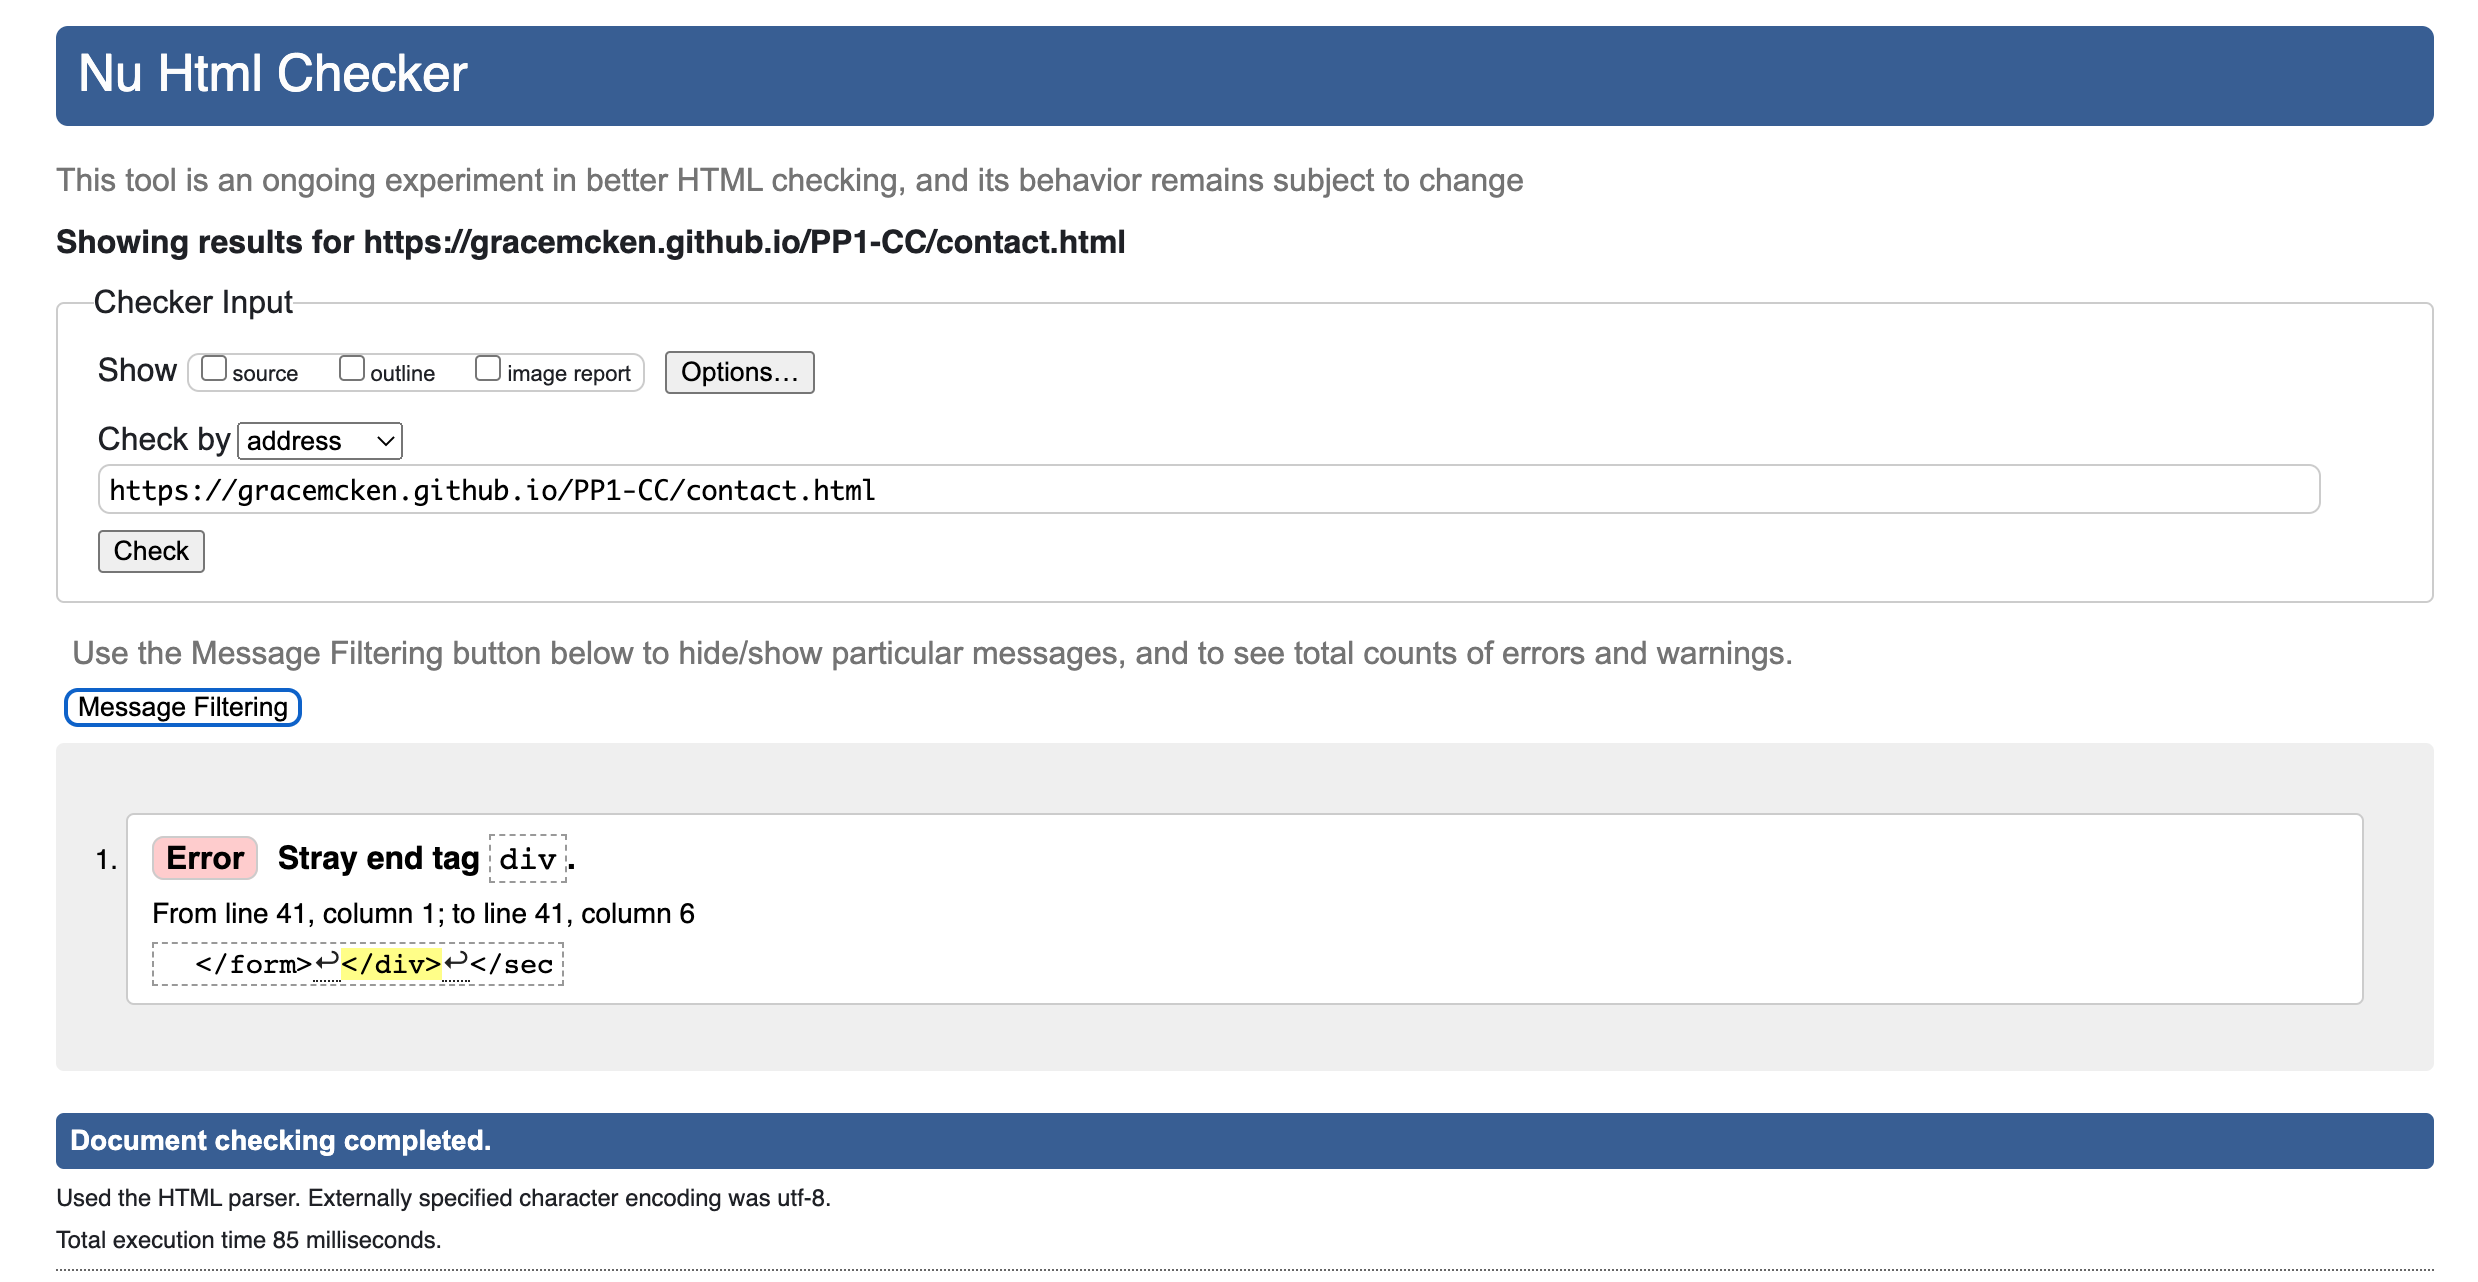 Nu Html Checker
This tool is an ongoing experiment in better HTML checking, and its behavior remains subject to change
Showing results for https://gracemcken.github.io/PP1-CC/contact.html
Checker Input
Show source outline image report Options...
Check by address
https://gracemcken.github.io/PP1-CC/contact.html
Check
Use the Message Filtering button below to hide/show particular messages, and to see total counts of errors and warnings.
Message Filtering
1. Error Stray end tag div.
From line 41, column 1; to line 41, column 6
</form>↩</div>↩</sec
Document checking completed.
Used the HTML parser. Externally specified character encoding was utf-8.
Total execution time 85 milliseconds.